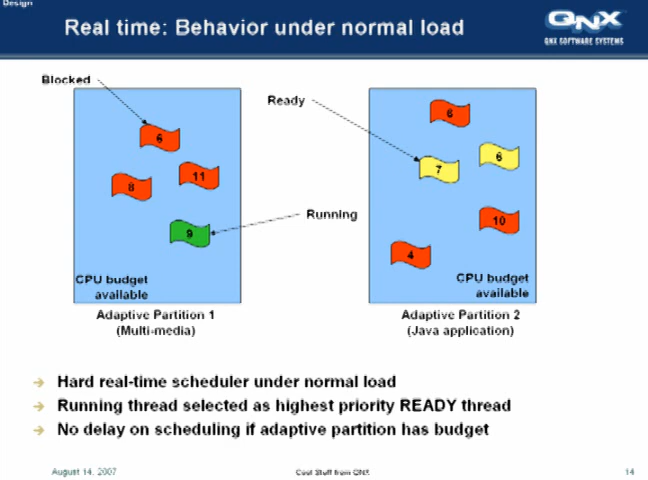 Design
Real time: Behavior under normal load
QNX
QNX SOFTWARE SYSTEMS
Blocked
Ready
Running
6
8
11
9
CPU budget
available
Adaptive Partition 1
(Multi-media)
6
7
10
4
CPU budget
available
Adaptive Partition 2
(Java application)
Hard real-time scheduler under normal load
Running thread selected as highest priority READY thread
No delay on scheduling if adaptive partition has budget
August 14, 2007
Cool Stuff from QNX
14